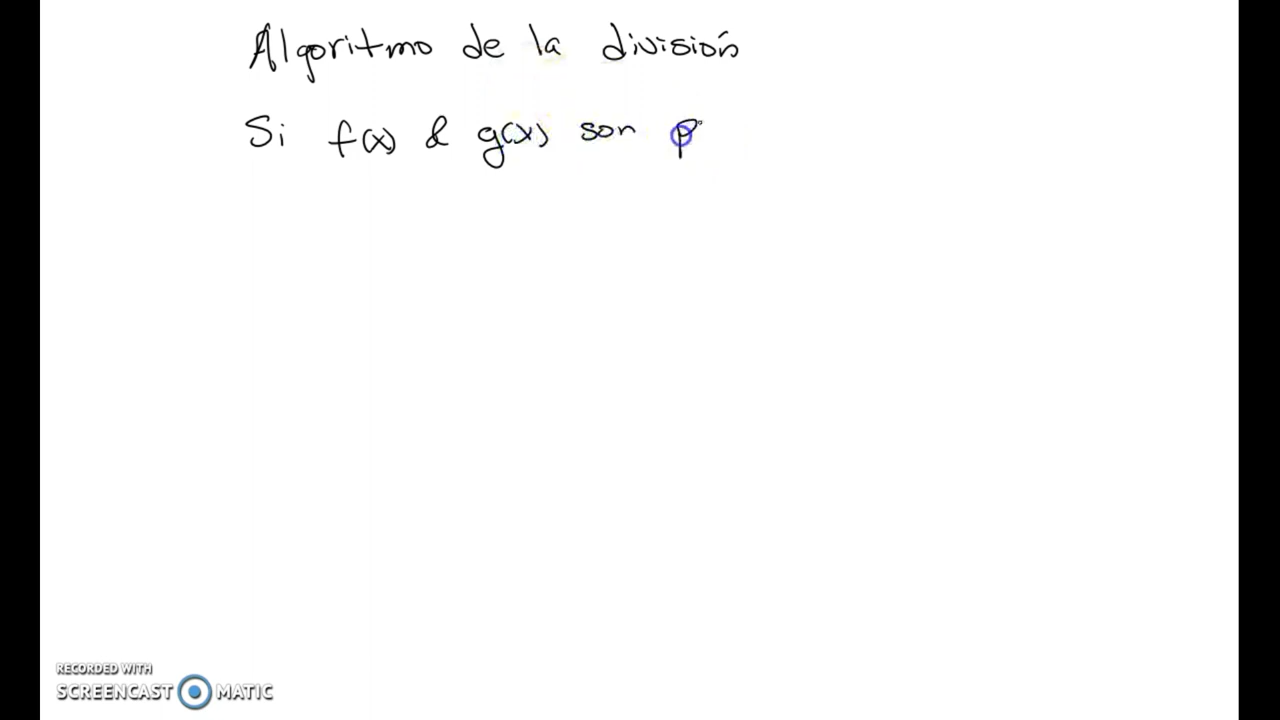 Algoritmo de la división
Si f(x) & g(x) son p
RECORDED WITH
SCREENCAST MATIC